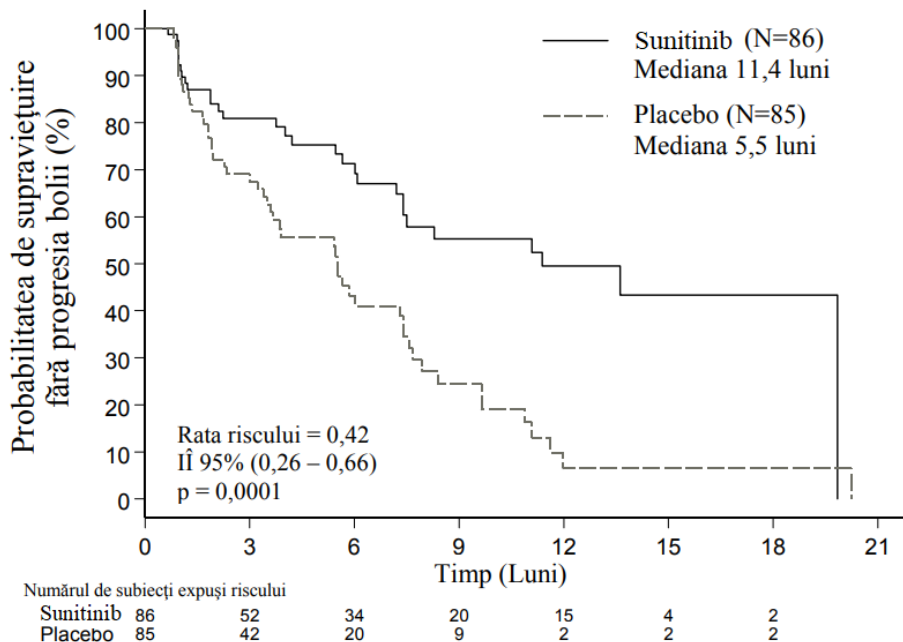 Probabilitatea de supraviețuire
fără progresia bolii (%)
100
90
80
70
60
50
40
30
20
10
0
Sunitinib (N=86)
Mediana 11,4 luni
Placebo (N=85)
Mediana 5,5 luni
Rata riscului = 0,42
IÎ 95% (0,26 – 0,66)
p = 0,0001
0 3 6 9 12 15 18 21
Timp (Luni)
Numărul de subiecți expuși riscului
Sunitinib 86 52 34 20 15 4 2
Placebo 85 42 20 9 2 2 2